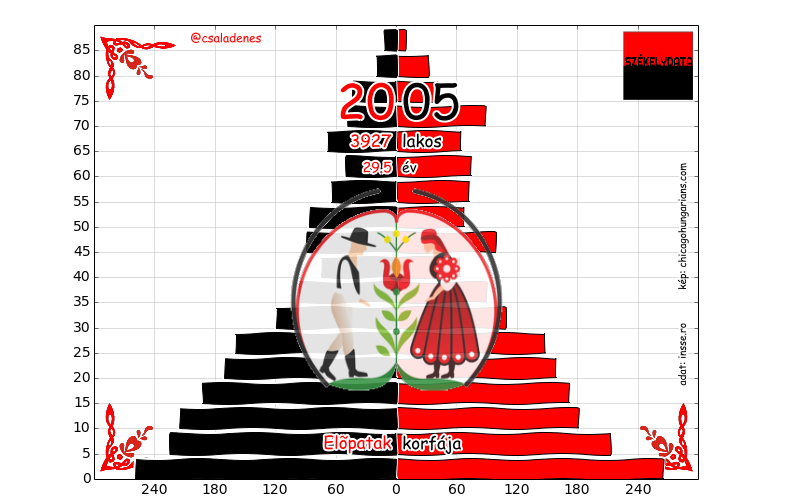 @csaladenes
SZÉKELYDATA
2005
3927 lakos
29.5 év
Előpatak korfája
kép: chicagohungarians.com
adat: insse.ro
85
80
75
70
65
60
55
50
45
40
35
30
25
20
15
10
5
0
240 180 120 60 0 60 120 180 240